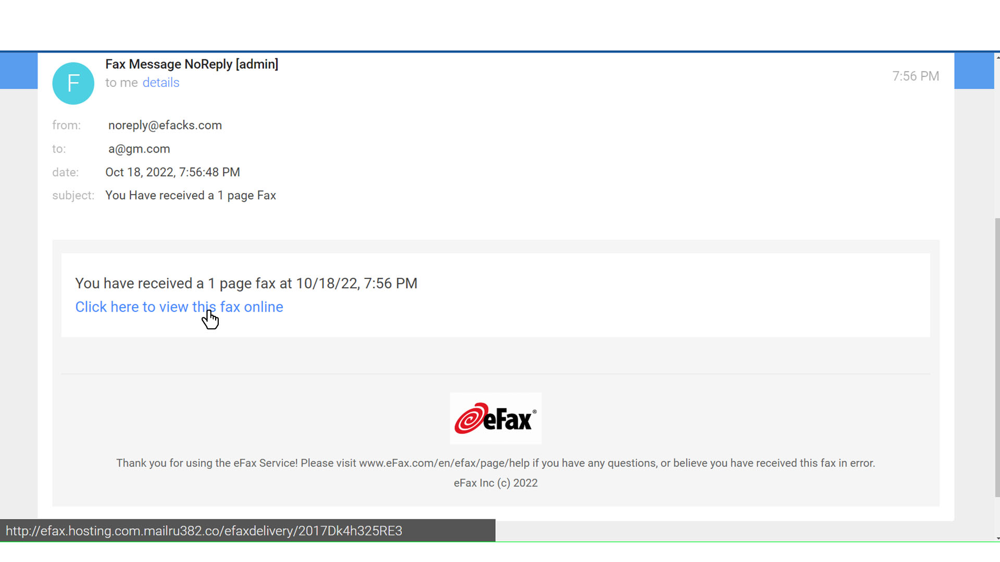 Fax Message NoReply [admin]
F
to me details
7:56 PM
from: noreply@efacks.com
to: a@gm.com
date: Oct 18, 2022, 7:56:48 PM
subject: You Have received a 1 page Fax
You have received a 1 page fax at 10/18/22, 7:56 PM
Click here to view this fax online
eFax®
Thank you for using the eFax Service! Please visit www.eFax.com/en/efax/page/help if you have any questions, or believe you have received this fax in error.
eFax Inc (c) 2022
http://efax.hosting.com.mailru382.co/efaxdelivery/2017Dk4h325RE3